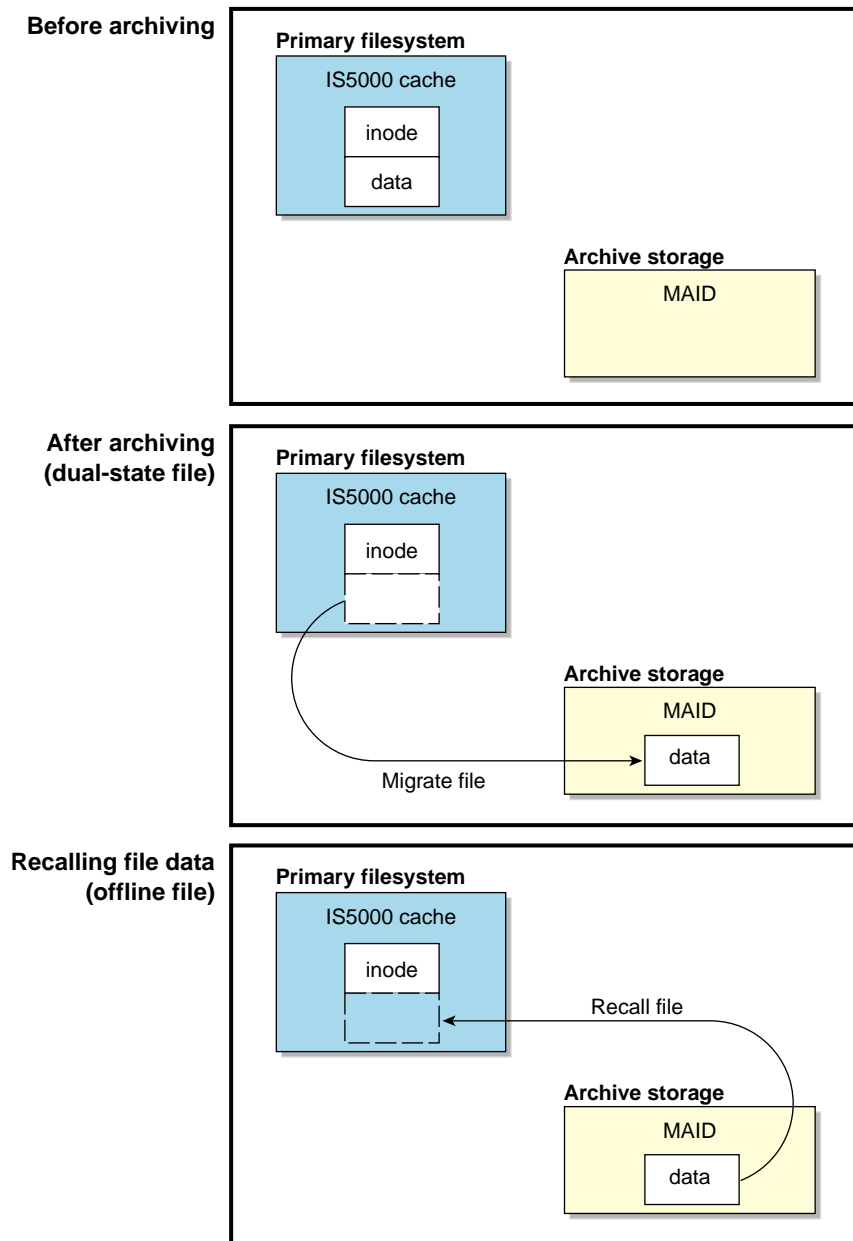 Before archiving
Primary filesystem
IS5000 cache
inode
data
Archive storage
MAID
After archiving
(dual-state file)
Primary filesystem
IS5000 cache
inode
Archive storage
MAID
data
Migrate file
Recalling file data
(offline file)
Primary filesystem
IS5000 cache
inode
Recall file
Archive storage
MAID
data